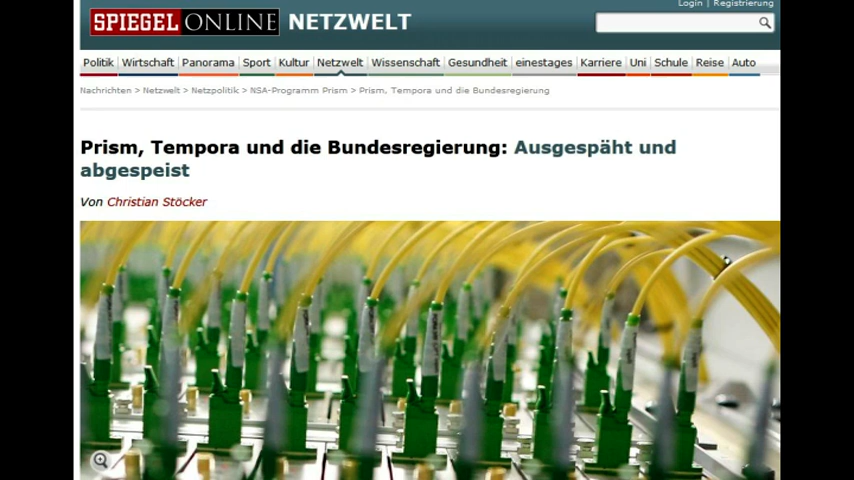 Login | Registrierung
SPIEGEL ONLINE NETZWELT
Politik Wirtschaft Panorama Sport Kultur Netzwelt Wissenschaft Gesundheit einestages Karriere Uni Schule Reise Auto
Nachrichten > Netzwelt > Netzpolitik > NSA-Programm Prism > Prism, Tempora und die Bundesregierung
Prism, Tempora und die Bundesregierung: Ausgespäht und
abgespeist
Von Christian Stöcker